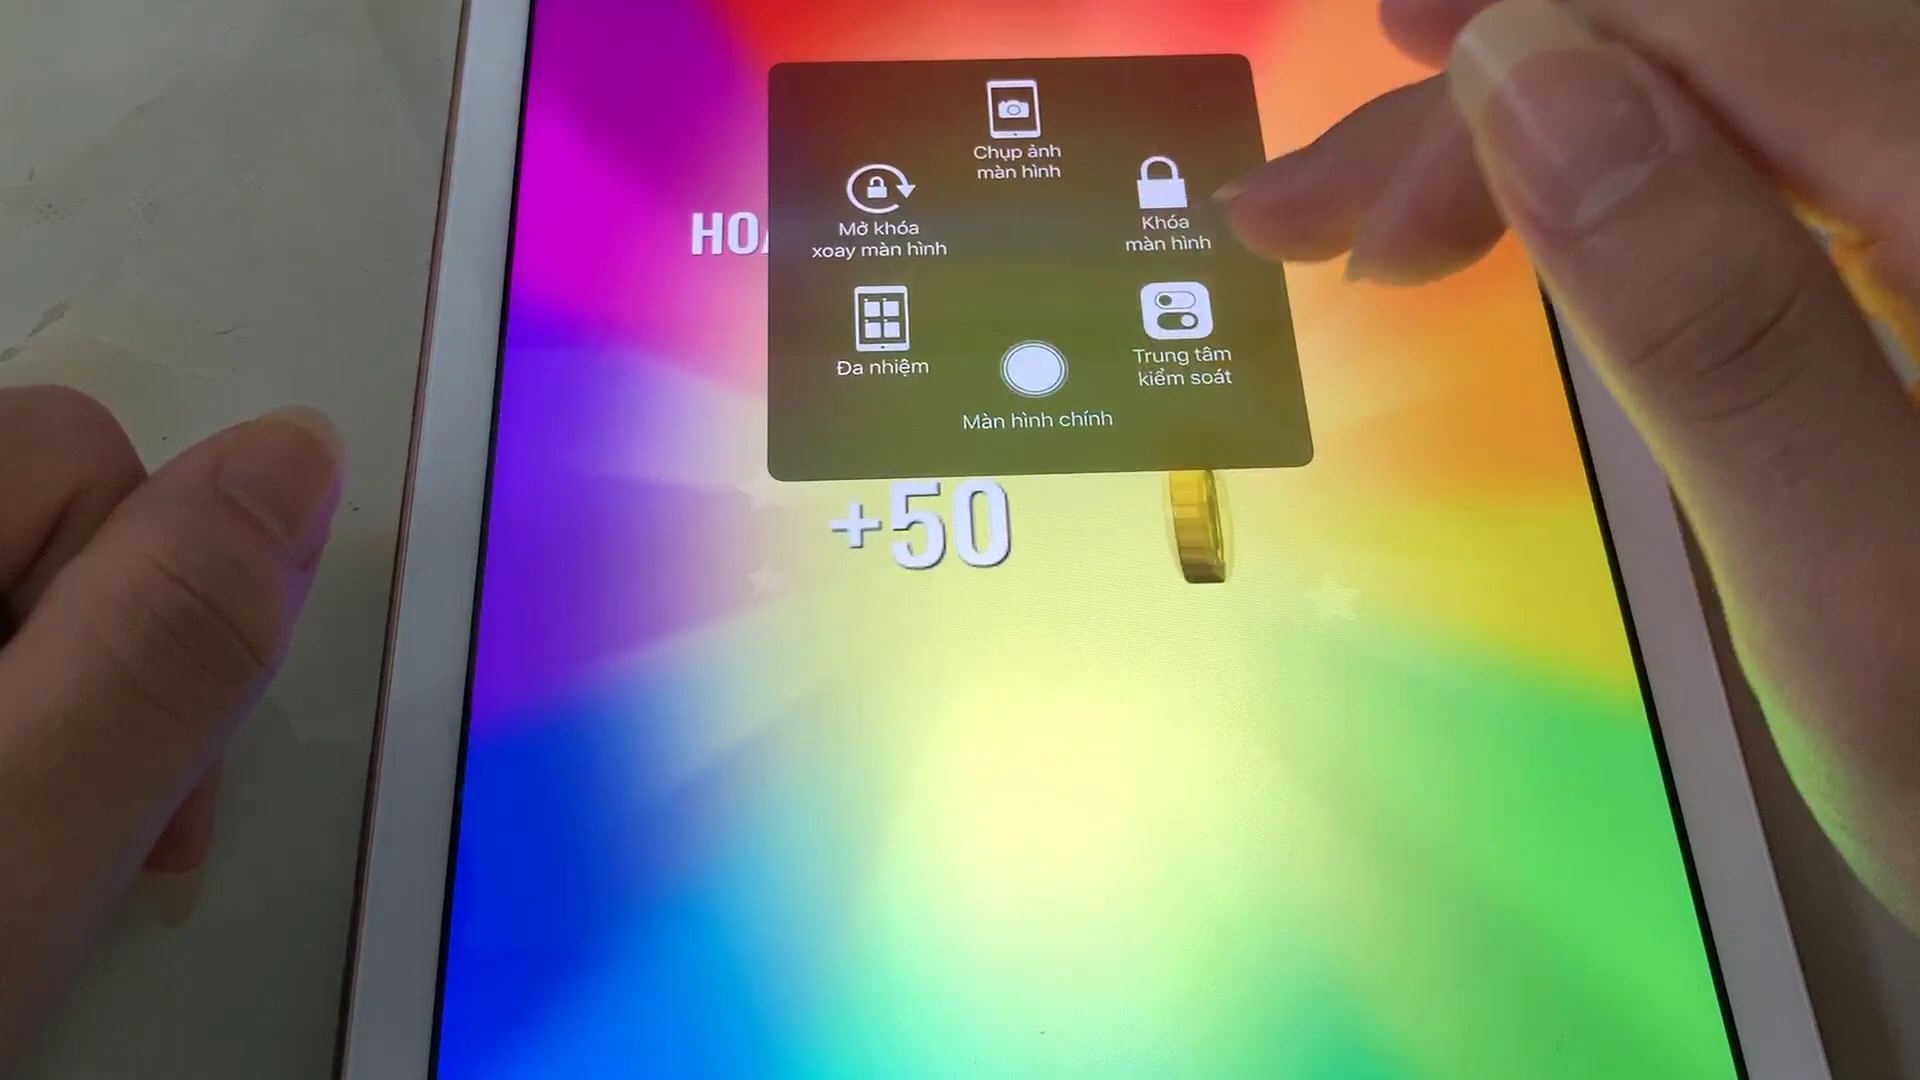 Chụp ảnh
màn hình
Mở khóa
xoay màn hình
Khóa
màn hình
HOA
Đa nhiệm
Trung tâm
kiểm soát
Màn hình chính
+50